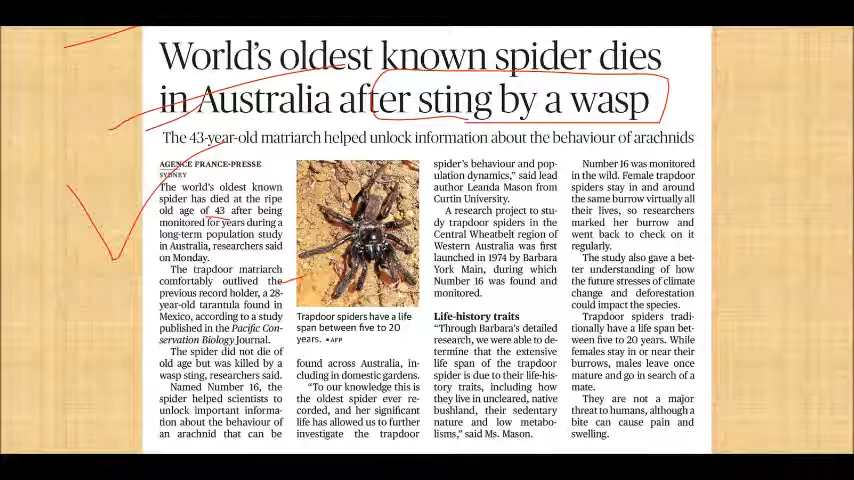 World's oldest known spider dies
in Australia after sting by a wasp
The 43-year-old matriarch helped unlock information about the behaviour of arachnids
AGENCE FRANCE-PRESSE
SYDNEY
The world's oldest known
spider has died at the ripe
old age of 43 after being
monitored for years during a
long-term population study
in Australia, researchers said
on Monday.
The trapdoor matriarch
comfortably outlived the
previous record holder, a 28-
year-old tarantula found in
Mexico, according to a study
published in the Pacific Con-
servation Biology Journal.
The spider did not die of
old age but was killed by a
wasp sting, researchers said.
Named Number 16, the
spider helped scientists to
unlock important informa-
tion about the behaviour of
an arachnid that can be
Trapdoor spiders have a life
span between five to 20
years. ▪AFP
found across Australia, in-
cluding in domestic gardens.
"To our knowledge this is
the oldest spider ever re-
corded, and her significant
life has allowed us to further
investigate the trapdoor
spider's behaviour and pop-
ulation dynamics," said lead
author Leanda Mason from
Curtin University.
A research project to stu-
dy trapdoor spiders in the
Central Wheatbelt region of
Western Australia was first
launched in 1974 by Barbara
York Main, during which
Number 16 was found and
monitored.
Life-history traits
"Through Barbara's detailed
research, we were able to de-
termine that the extensive
life span of the trapdoor
spider is due to their life-his-
tory traits, including how
they live in uncleared, native
bushland, their sedentary
nature and low metabo-
lisms," said Ms. Mason.
Number 16 was monitored
in the wild. Female trapdoor
spiders stay in and around
the same burrow virtually all
their lives, so researchers
marked her burrow and
went back to check on it
regularly.
The study also gave a bet-
ter understanding of how
the future stresses of climate
change and deforestation
could impact the species.
Trapdoor spiders tradi-
tionally have a life span bet-
ween five to 20 years. While
females stay in or near their
burrows, males leave once
mature and go in search of a
mate.
They are not a major
threat to humans, although a
bite can cause pain and
swelling.